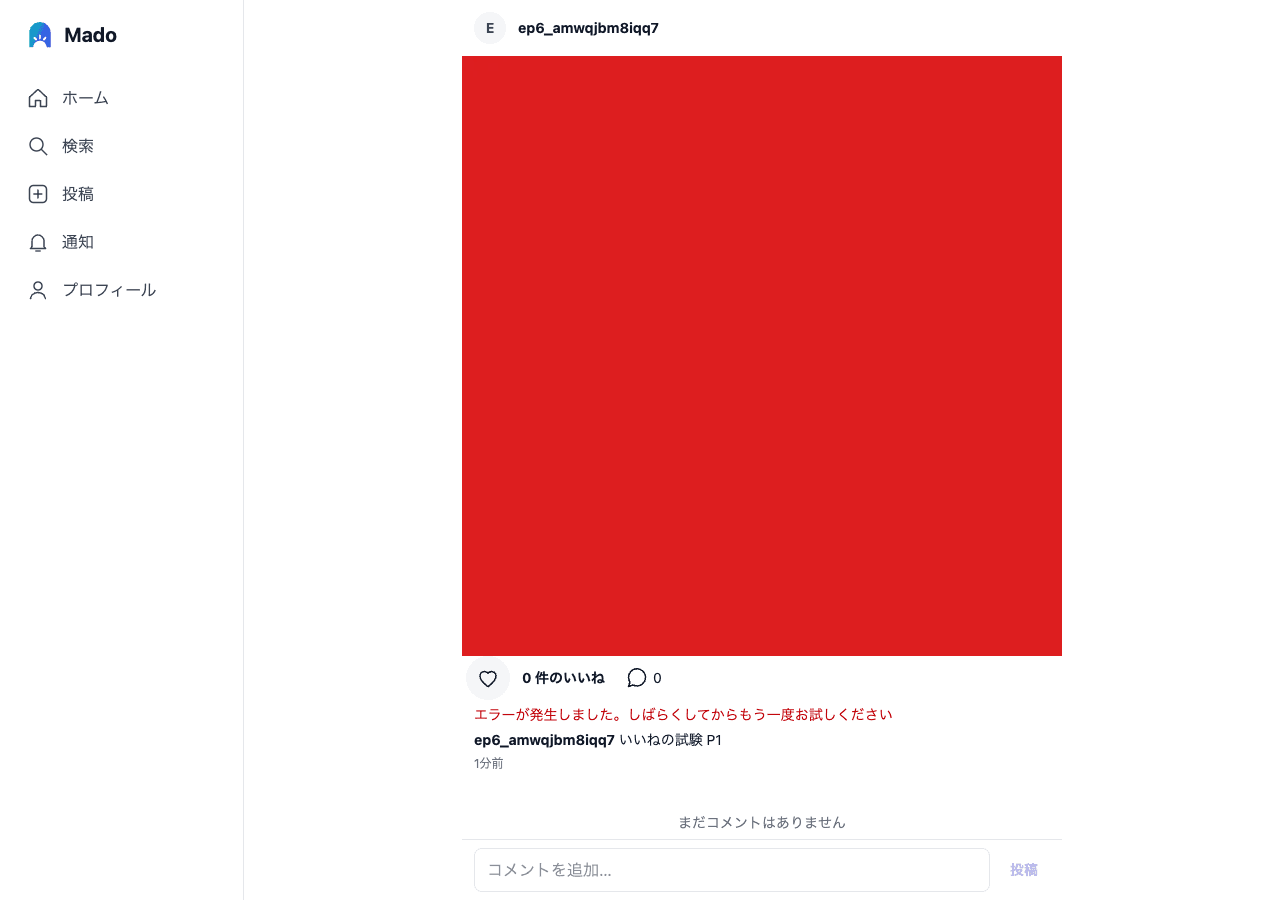 Mado
ホーム
検索
投稿
通知
プロフィール
E ep6_amwqjbm8iqq7
0 件のいいね 0
エラーが発生しました。しばらくしてからもう一度お試しください
ep6_amwqjbm8iqq7 いいねの試験 P1
1分前
まだコメントはありません
コメントを追加... 投稿